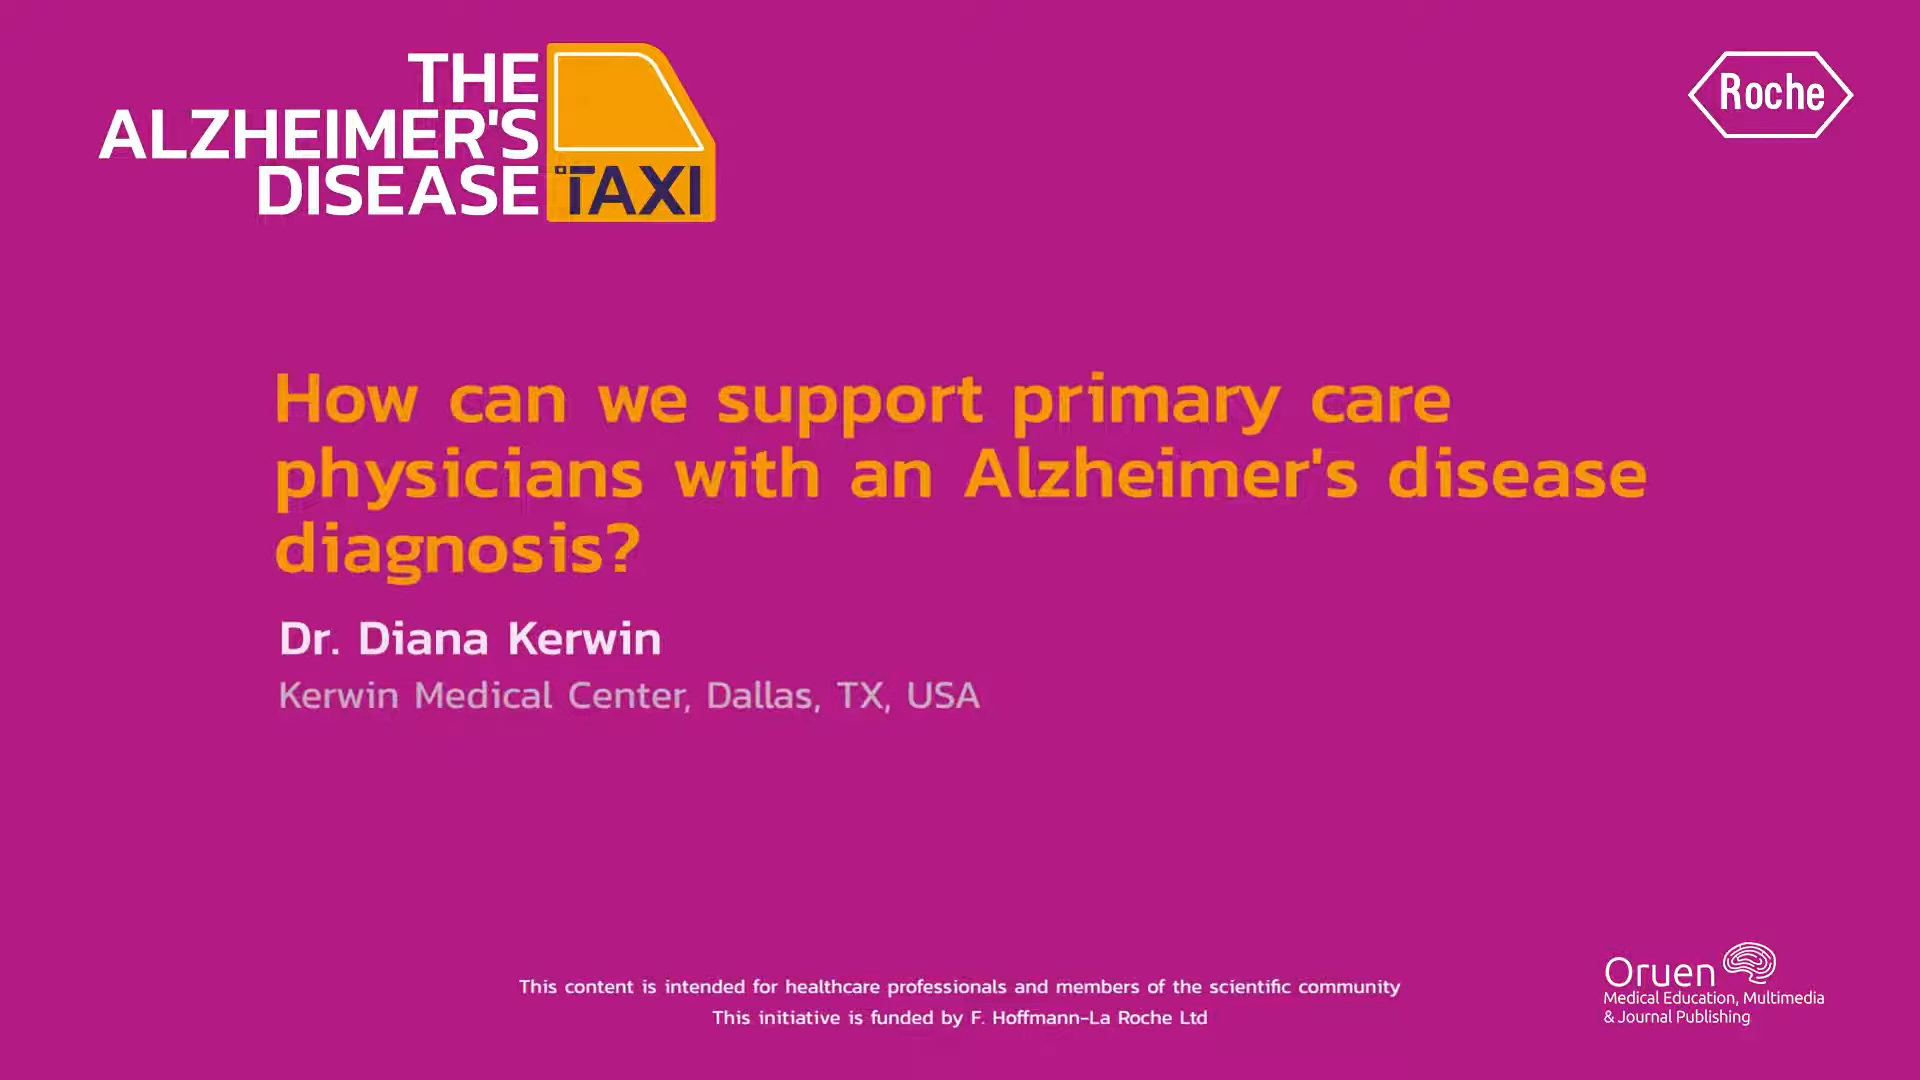 THE
ALZHEIMER'S
DISEASE TAXI
Roche
How can we support primary care
physicians with an Alzheimer's disease
diagnosis?
Dr. Diana Kerwin
Kerwin Medical Center, Dallas, TX, USA
This content is intended for healthcare professionals and members of the scientific community
This initiative is funded by F. Hoffmann-La Roche Ltd
Oruen
Medical Education, Multimedia
& Journal Publishing